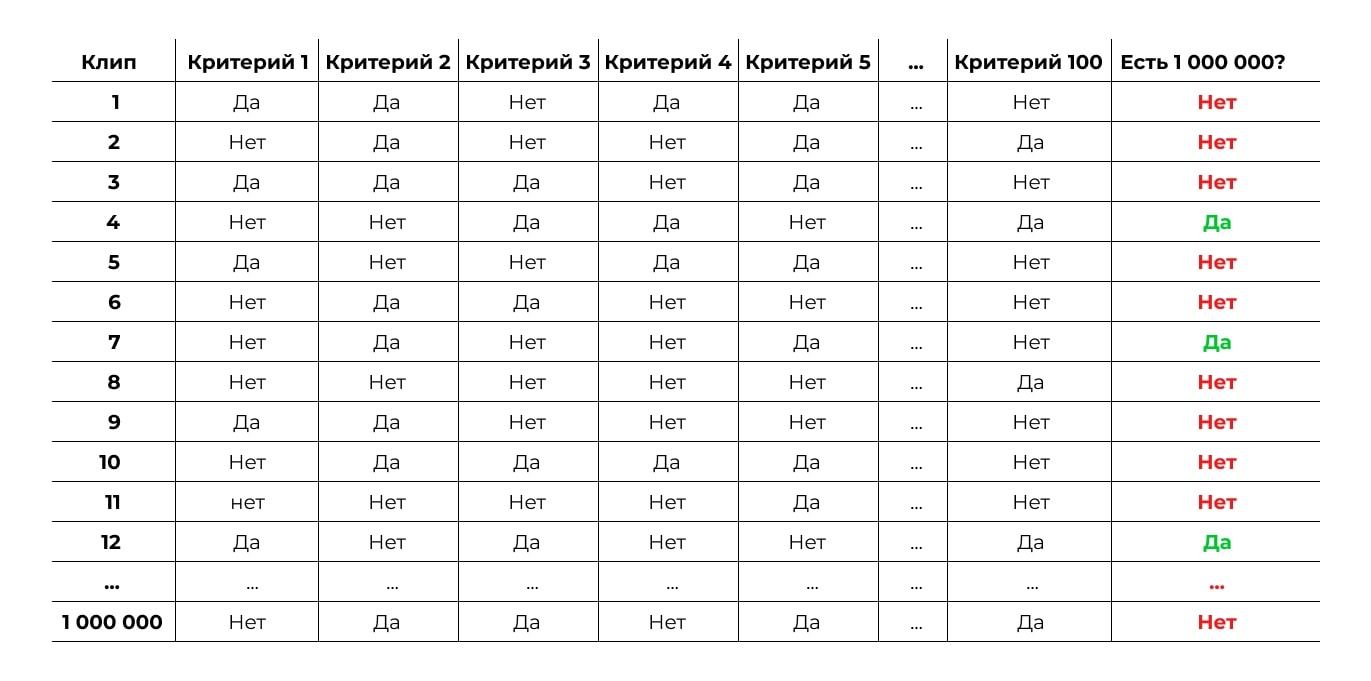 Клип Критерий 1 Критерий 2 Критерий 3 Критерий 4 Критерий 5 ... Критерий 100 Есть 1 000 000?
1 Да Да Нет Да Да ... Нет Нет
2 Нет Да Нет Нет Да ... Да Нет
3 Да Да Да Нет Да ... Нет Нет
4 Нет Нет Да Да Нет ... Да Да
5 Да Нет Нет Да Да ... Нет Нет
6 Нет Да Да Нет Нет ... Нет Нет
7 Нет Да Нет Нет Да ... Нет Да
8 Нет Нет Нет Нет Нет ... Да Нет
9 Да Да Нет Нет Нет ... Нет Нет
10 Нет Да Да Да Да ... Нет Нет
11 нет Нет Нет Нет Да ... Нет Нет
12 Да Нет Да Нет Нет ... Да Да
... ... ... ... ... ... ... ... ...
1 000 000 Нет Да Да Нет Да ... Да Нет